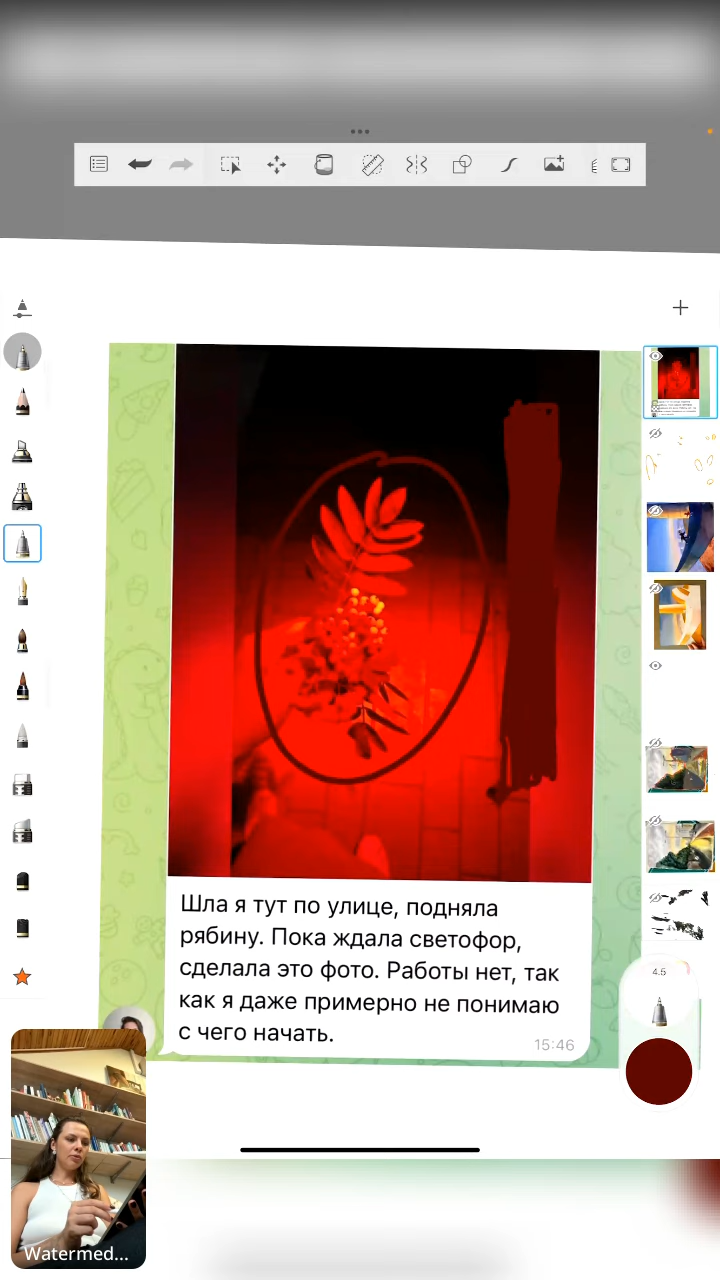 4.5
Шла я тут по улице, подняла
рябину. Пока ждала светофор,
сделала это фото. Работы нет, так
как я даже примерно не понимаю
с чего начать.
15:46
Watermed...